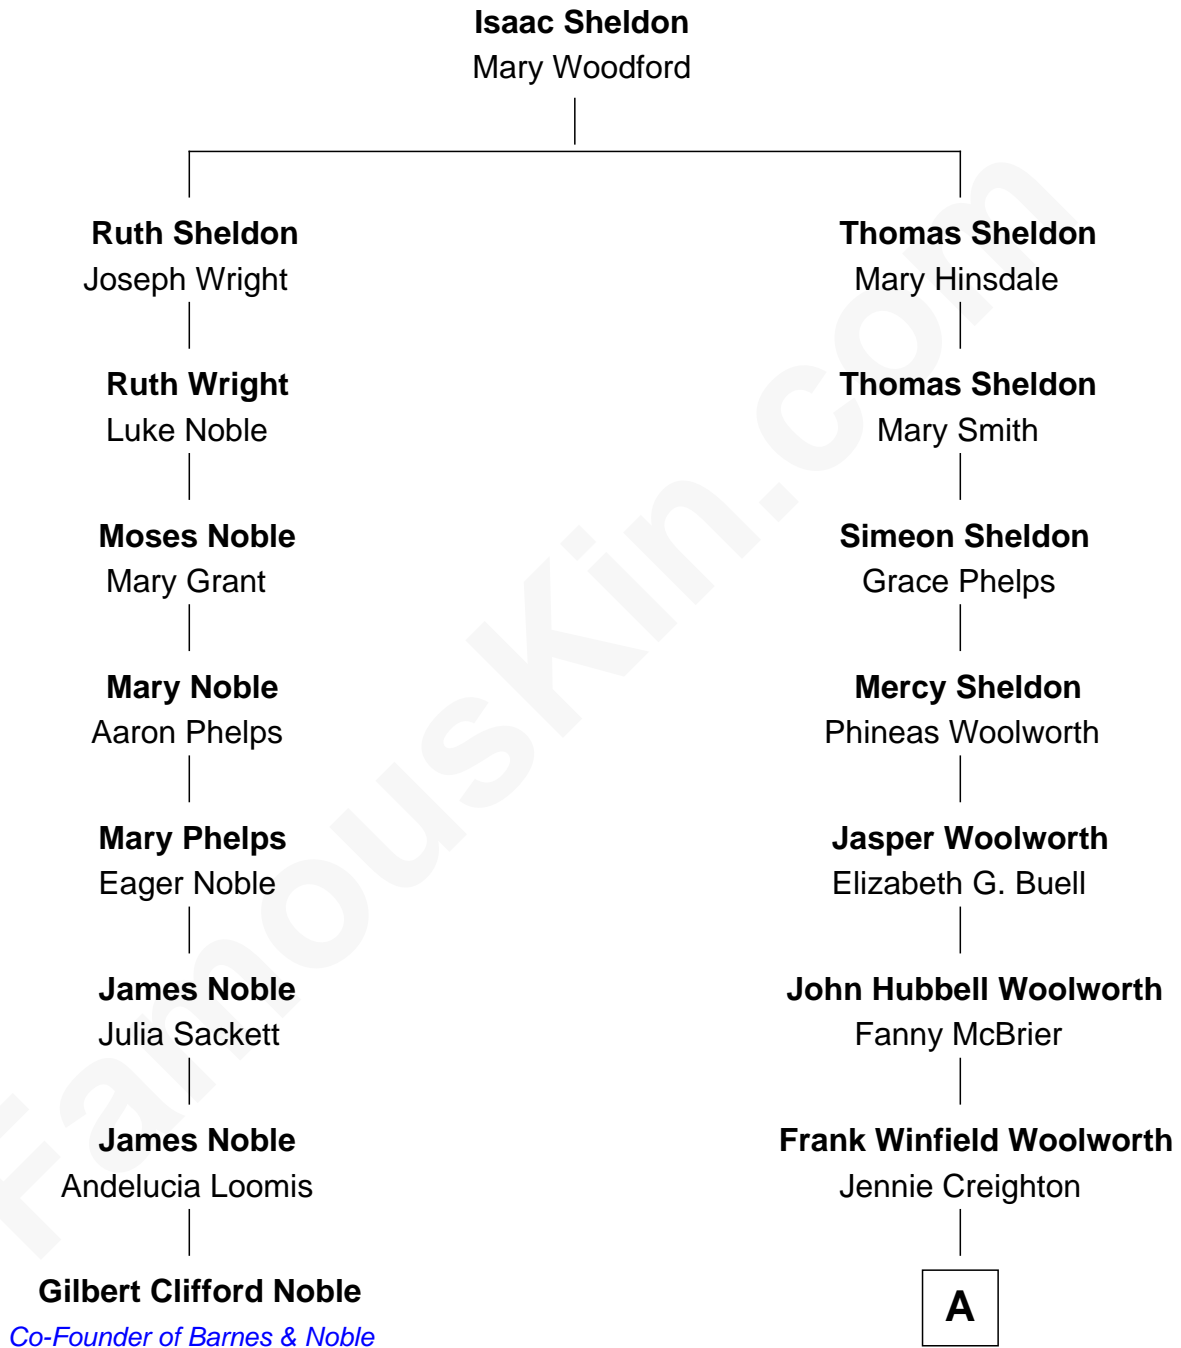 Isaac Sheldon
Mary Woodford
Ruth Sheldon
Joseph Wright
Ruth Wright
Luke Noble
Moses Noble
Mary Grant
Mary Noble
Aaron Phelps
Mary Phelps
Eager Noble
James Noble
Julia Sackett
James Noble
Andelucia Loomis
Gilbert Clifford Noble
Co-Founder of Barnes & Noble
Thomas Sheldon
Mary Hinsdale
Thomas Sheldon
Mary Smith
Simeon Sheldon
Grace Phelps
Mercy Sheldon
Phineas Woolworth
Jasper Woolworth
Elizabeth G. Buell
John Hubbell Woolworth
Fanny McBrier
Frank Winfield Woolworth
Jennie Creighton
A
FamousKin.com